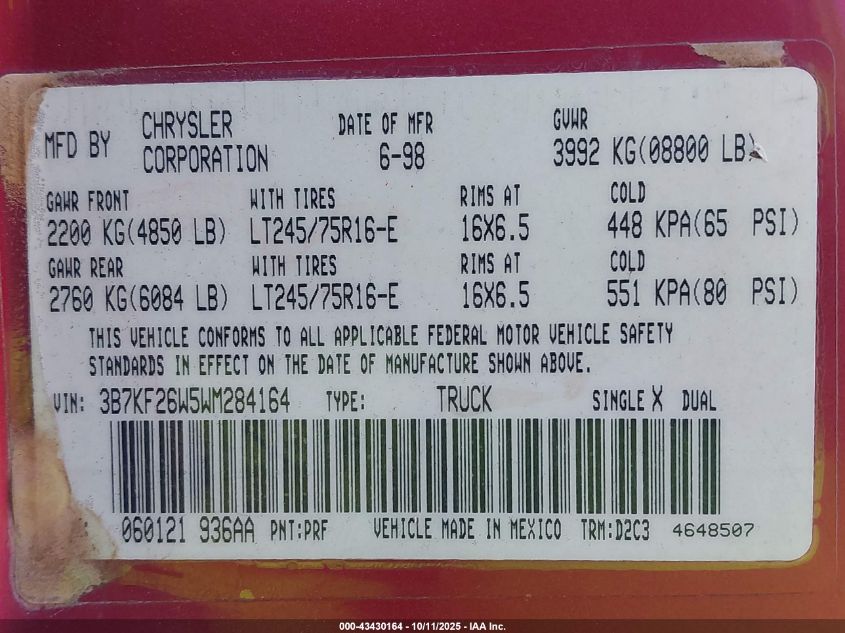 MFD BY CHRYSLER CORPORATION DATE OF MFR 6-98 GVWR 3992 KG(08800 LB)
GAWR FRONT WITH TIRES RIMS AT COLD
2200 KG(4850 LB) LT245/75R16-E 16X6.5 448 KPA(65 PSI)
GAWR REAR WITH TIRES RIMS AT COLD
2760 KG(6084 LB) LT245/75R16-E 16X6.5 551 KPA(80 PSI)
THIS VEHICLE CONFORMS TO ALL APPLICABLE FEDERAL MOTOR VEHICLE SAFETY
STANDARDS IN EFFECT ON THE DATE OF MANUFACTURE SHOWN ABOVE.
VIN: 3B7KF26W5WM284164 TYPE: TRUCK SINGLE X DUAL
: 060121 936AA PNT:PRF VEHICLE MADE IN MEXICO TRM:D2C3 4648507
000-43430164 - 10/11/2025 - IAA Inc.